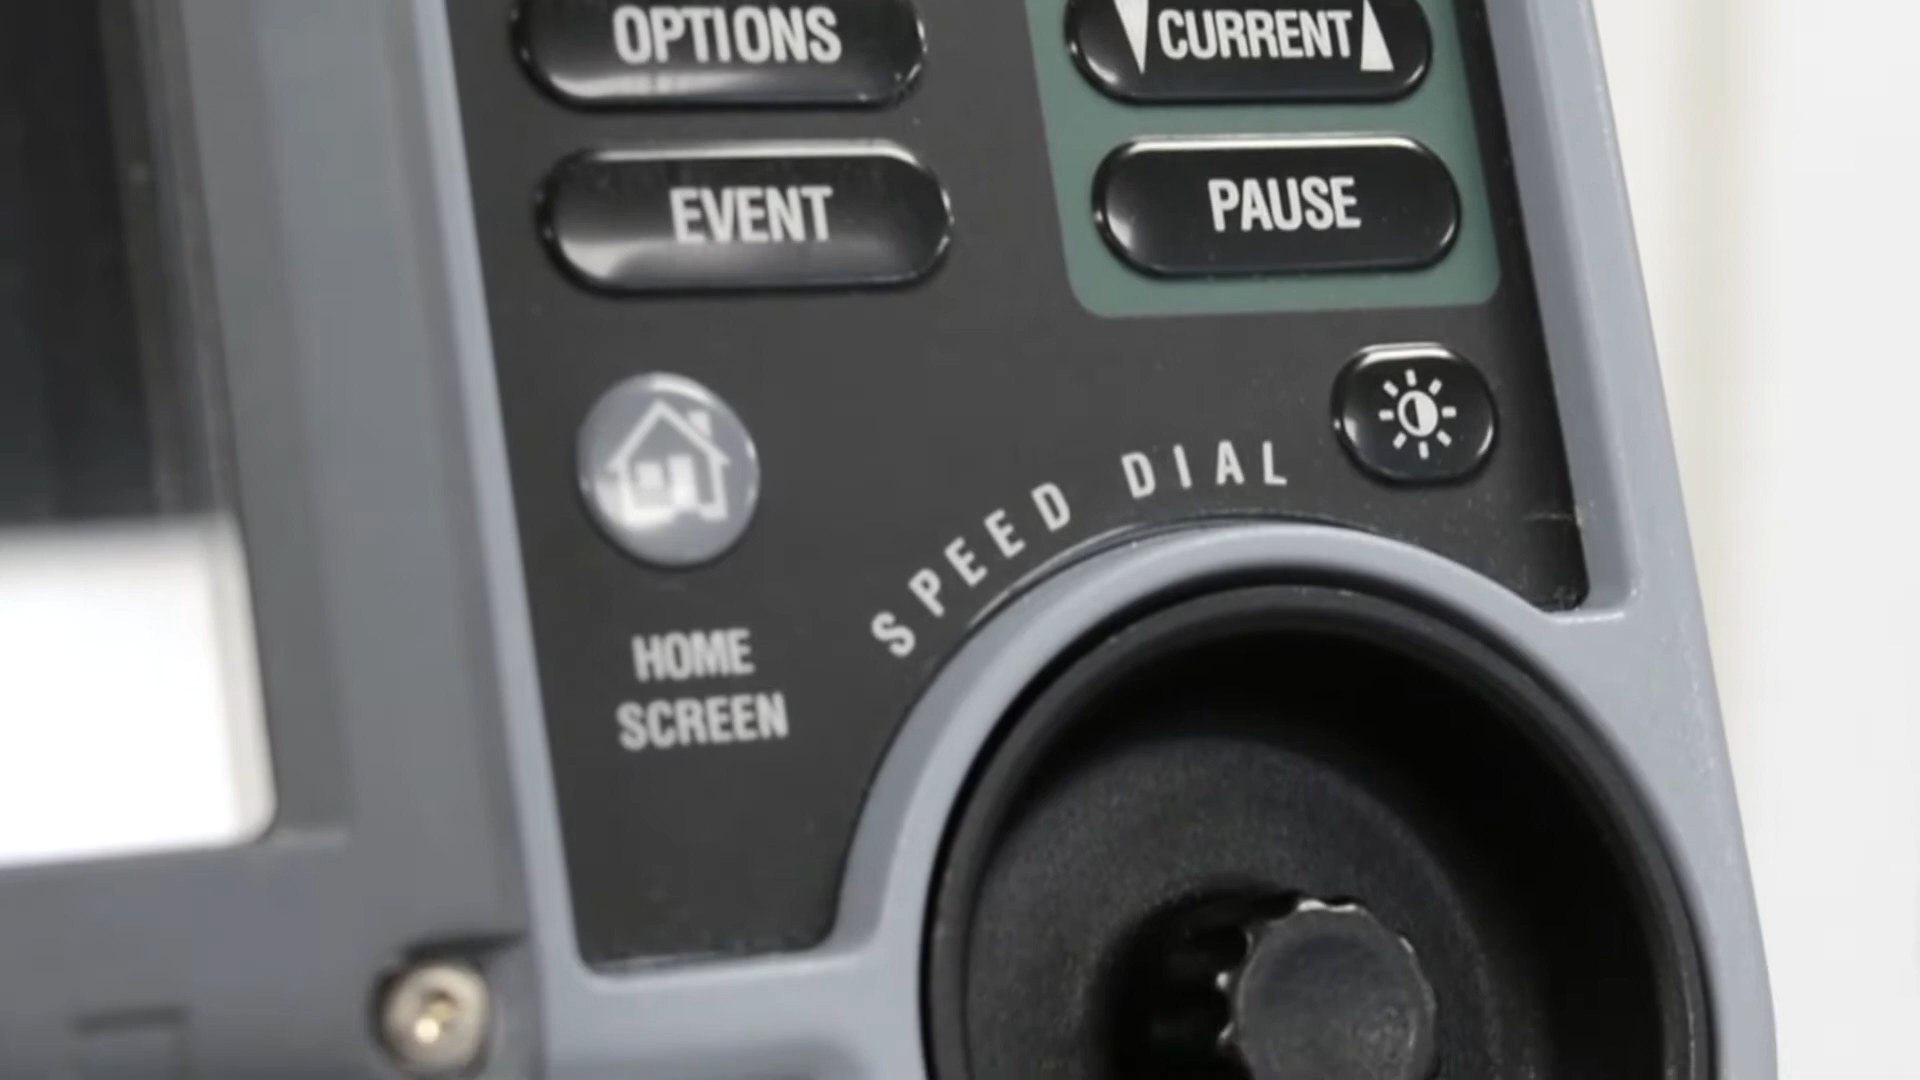 OPTIONS
CURRENT
EVENT
PAUSE
SPEED DIAL
HOME
SCREEN